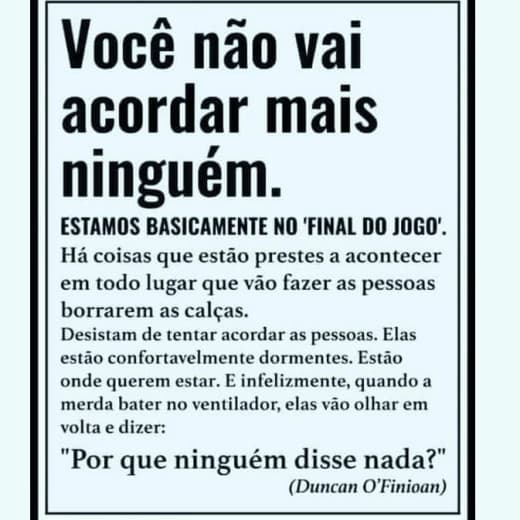 Você não vai
acordar mais
ninguém.
ESTAMOS BASICAMENTE NO 'FINAL DO JOGO'.
Há coisas que estão prestes a acontecer
em todo lugar que vão fazer as pessoas
borrarem as calças.
Desistam de tentar acordar as pessoas. Elas
estão confortavelmente dormentes. Estão
onde querem estar. E infelizmente, quando a
merda bater no ventilador, elas vão olhar em
volta e dizer:
"Por que ninguém disse nada?"
(Duncan O'Finioan)